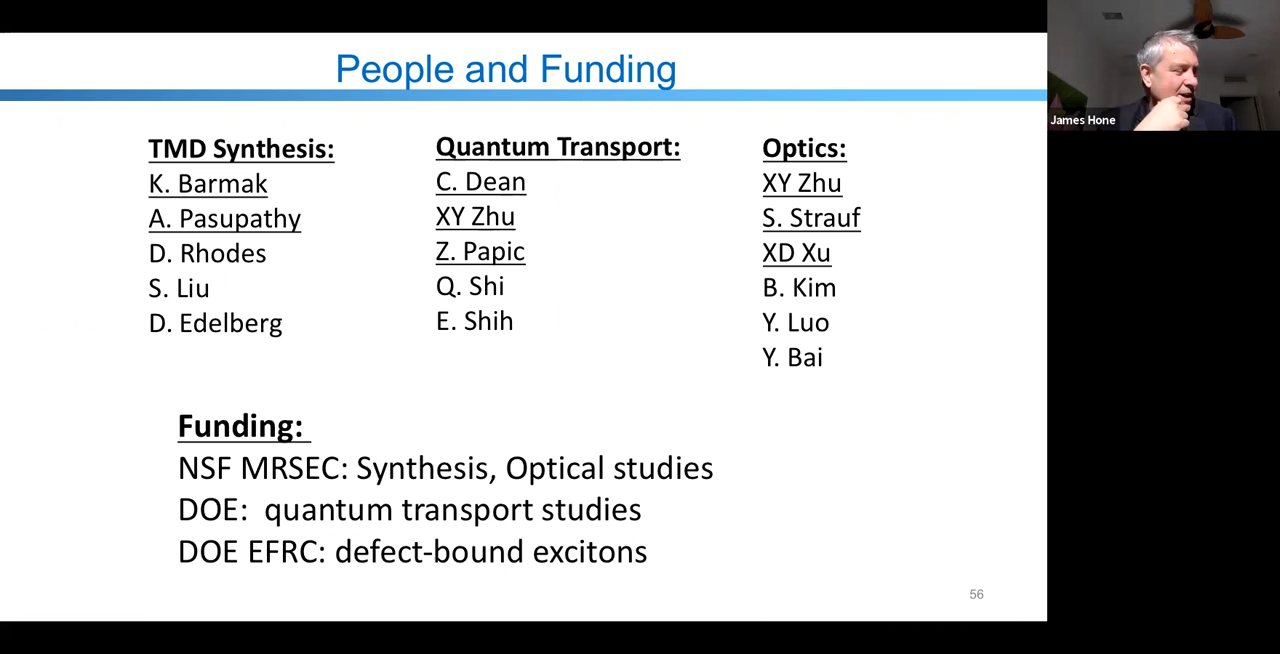 People and Funding
TMD Synthesis:
K. Barmak
A. Pasupathy
D. Rhodes
S. Liu
D. Edelberg
Quantum Transport:
C. Dean
XY Zhu
Z. Papic
Q. Shi
E. Shih
Optics:
XY Zhu
S. Strauf
XD Xu
B. Kim
Y. Luo
Y. Bai
Funding:
NSF MRSEC: Synthesis, Optical studies
DOE:  quantum transport studies
DOE EFRC: defect-bound excitons
56
James Hone